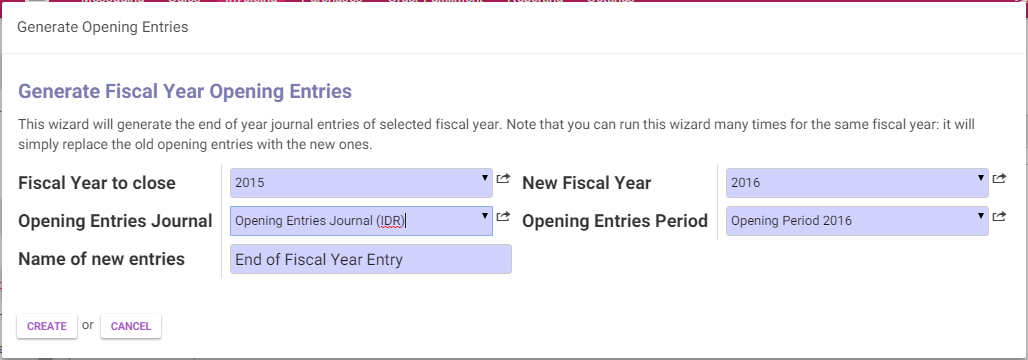 Generate Opening Entries
Generate Fiscal Year Opening Entries
This wizard will generate the end of year journal entries of selected fiscal year. Note that you can run this wizard many times for the same fiscal year: it will
simply replace the old opening entries with the new ones.
Fiscal Year to close 2015 New Fiscal Year 2016
Opening Entries Journal Opening Entries Journal (IDR) Opening Entries Period Opening Period 2016
Name of new entries End of Fiscal Year Entry
CREATE or CANCEL